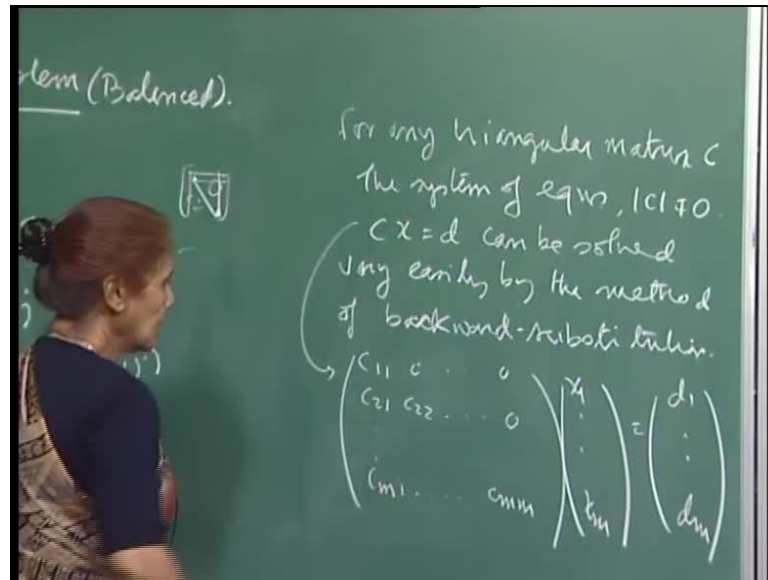 (Balanced).
for any triangular matrix C
the system of eqns, |C| ≠ 0.
Cx = d can be solved
very easily by the method
of backward-substitution.
( C11 0 .. 0 ) ( x1 ) = ( d1 )
( C21 C22 .... 0 ) ( : ) ( : )
( Cm1 ..... Cmm ) ( xm ) ( dm )